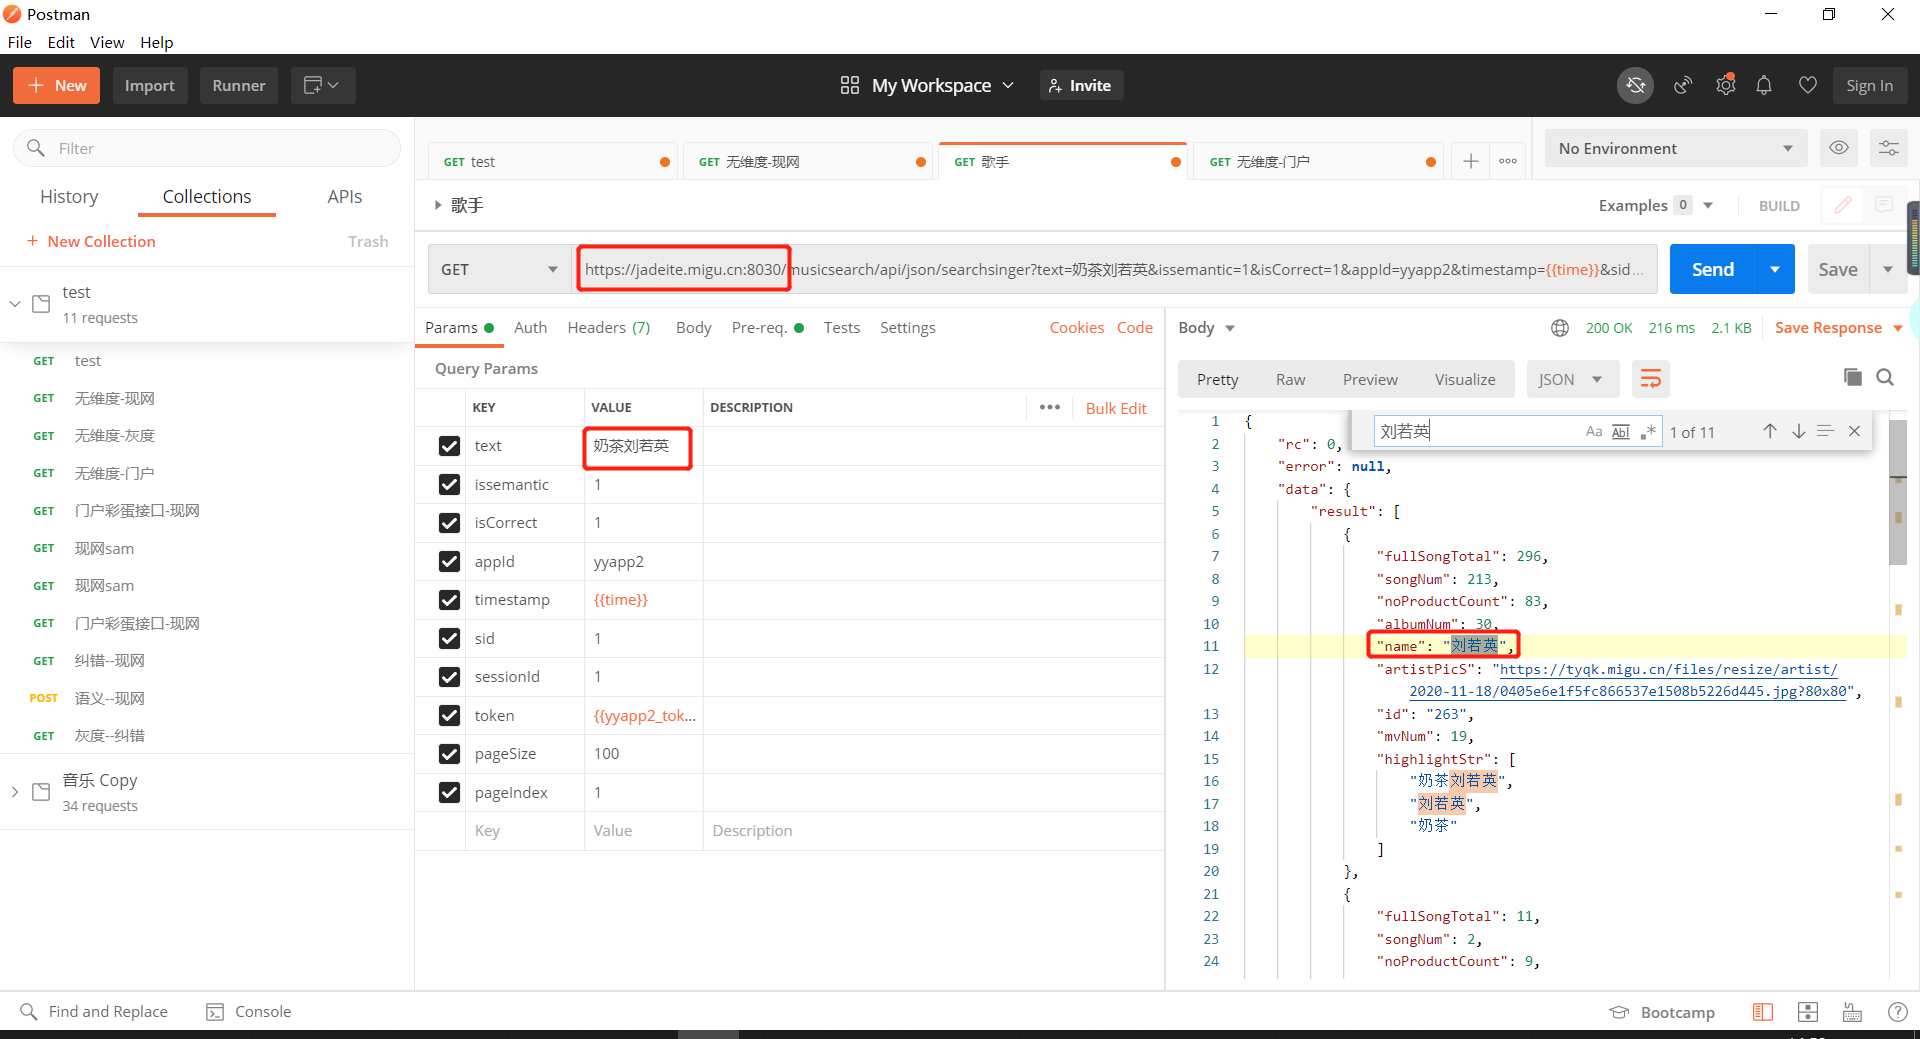 Postman
File Edit View Help
New Import Runner My Workspace Invite Sign In
Filter
History Collections APIs
+ New Collection Trash
test
11 requests
GET test
GET 无维度-现网
GET 无维度-灰度
GET 无维度-门户
GET 门户彩蛋接口-现网
GET 现网sam
GET 现网sam
GET 门户彩蛋接口-现网
GET 纠错--现网
POST 语义--现网
GET 灰度--纠错
音乐 Copy
34 requests
GET test GET 无维度-现网 GET 歌手 GET 无维度-门户 No Environment
歌手 Examples 0 BUILD
GET https://jadeite.migu.cn:8030/musicsearch/api/json/searchsinger?text=奶茶刘若英&issemantic=1&isCorrect=1&appId=yyapp2&timestamp={{time}}&sid... Send Save
Params Auth Headers (7) Body Pre-req. Tests Settings Cookies Code
Query Params
KEY VALUE DESCRIPTION Bulk Edit
text 奶茶刘若英
issemantic 1
isCorrect 1
appId yyapp2
timestamp {{time}}
sid 1
sessionId 1
token {{yyapp2_tok...
pageSize 100
pageIndex 1
Key Value Description
Body 200 OK 216 ms 2.1 KB Save Response
Pretty Raw Preview Visualize JSON
刘若英 Aa Abl .* 1 of 11
1 {
2 "rc": 0,
3 "error": null,
4 "data": {
5 "result": [
6 {
7 "fullSongTotal": 296,
8 "songNum": 213,
9 "noProductCount": 83,
10 "albumNum": 30,
11 "name": "刘若英",
12 "artistPicS": "https://tyqk.migu.cn/files/resize/artist/
2020-11-18/0405e6e1f5fc866537e1508b5226d445.jpg?80x80",
13 "id": "263",
14 "mvNum": 19,
15 "highlightStr": [
16 "奶茶刘若英",
17 "刘若英",
18 "奶茶"
19 ]
20 },
21 {
22 "fullSongTotal": 11,
23 "songNum": 2,
24 "noProductCount": 9,
Find and Replace Console Bootcamp